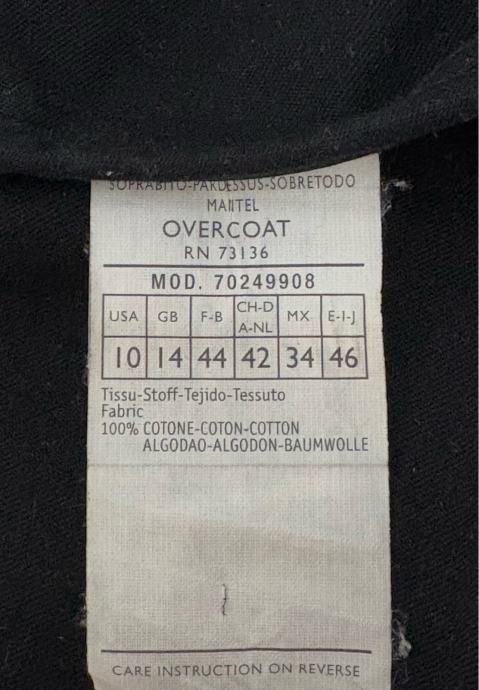 SOPRABITO-PARDESSUS-SOBRETODO
MANTEL
OVERCOAT
RN 73136
MOD. 70249908
USA GB F-B CH-D A-NL MX E-I-J
10 14 44 42 34 46
Tissu-Stoff-Tejido-Tessuto
Fabric
100% COTONE-COTON-COTTON
ALGODAO-ALGODON-BAUMWOLLE
CARE INSTRUCTION ON REVERSE